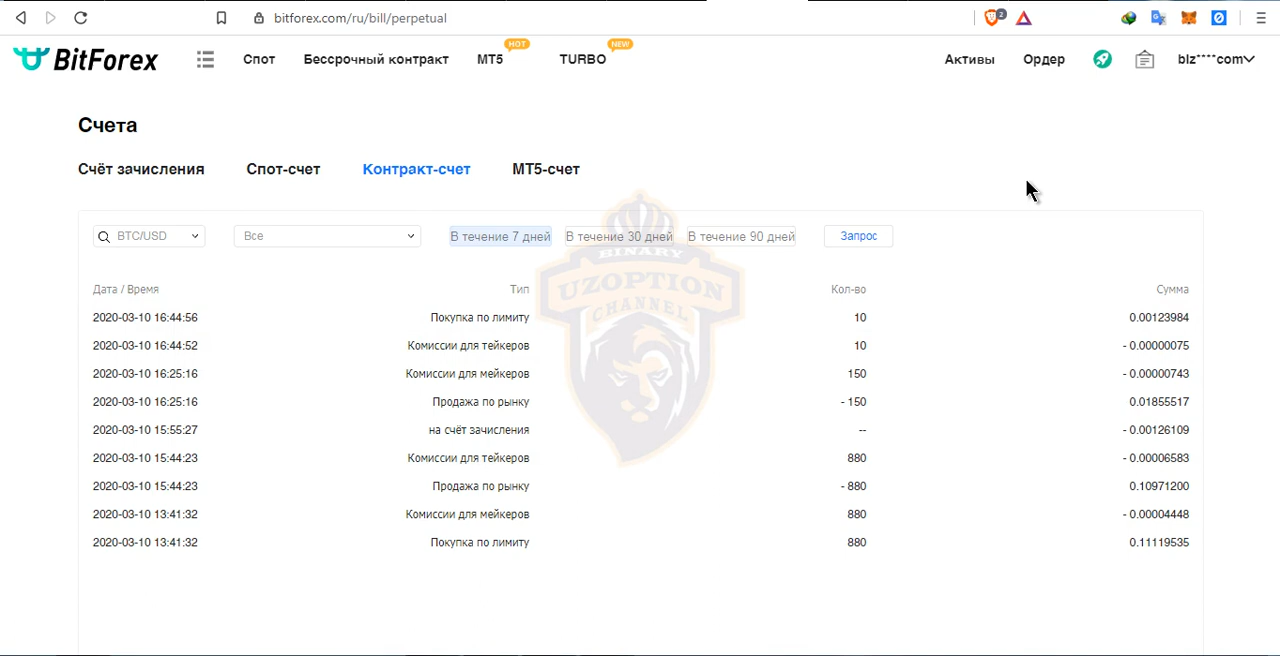 bitforex.com/ru/bill/perpetual
2
BitForex Спот Бессрочный контракт MT5 HOT TURBO NEW Активы Ордер blz****com
Счета
Счёт зачисления Спот-счет Контракт-счет МТ5-счет
BTC/USD Все В течение 7 дней В течение 30 дней В течение 90 дней Запрос
BINARY
UZOPTION
CHANNEL
Дата / Время Тип Кол-во Сумма
2020-03-10 16:44:56 Покупка по лимиту 10 0.00123984
2020-03-10 16:44:52 Комиссии для тейкеров 10 - 0.00000075
2020-03-10 16:25:16 Комиссии для мейкеров 150 - 0.00000743
2020-03-10 16:25:16 Продажа по рынку - 150 0.01855517
2020-03-10 15:55:27 на счёт зачисления -- - 0.00126109
2020-03-10 15:44:23 Комиссии для тейкеров 880 - 0.00006583
2020-03-10 15:44:23 Продажа по рынку - 880 0.10971200
2020-03-10 13:41:32 Комиссии для мейкеров 880 - 0.00004448
2020-03-10 13:41:32 Покупка по лимиту 880 0.11119535